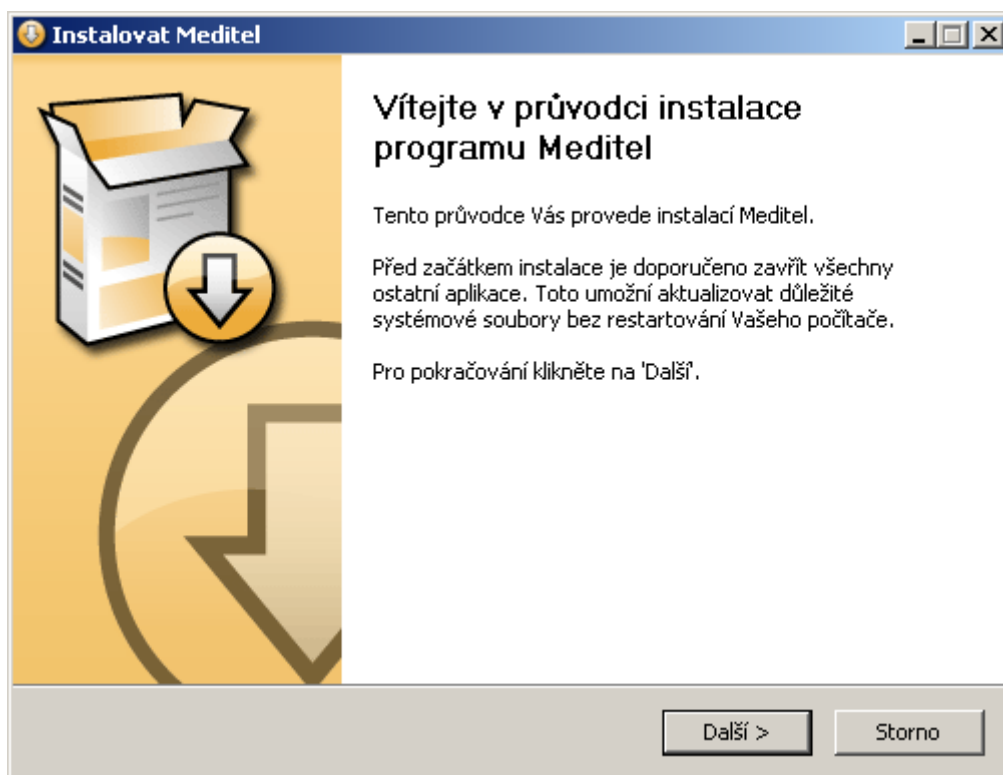 Instalovat Meditel
Vítejte v průvodci instalace
programu Meditel
Tento průvodce Vás provede instalací Meditel.
Před začátkem instalace je doporučeno zavřít všechny
ostatní aplikace. Toto umožní aktualizovat důležité
systémové soubory bez restartování Vašeho počítače.
Pro pokračování klikněte na 'Další'.
Další >
Storno